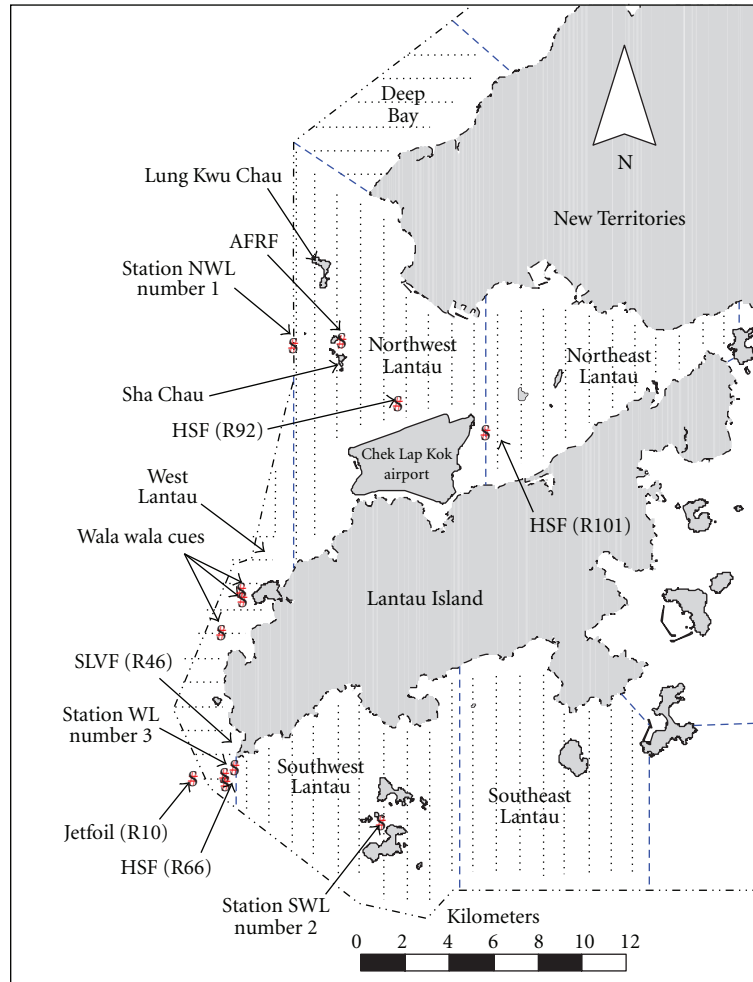 Deep
Bay
Lung Kwu Chau
N
New Territories
AFRF
Station NWL
number 1
Northwest
Lantau
Northeast
Lantau
Sha Chau
HSF (R92)
Chek Lap Kok
airport
West
Lantau
HSF (R101)
Wala wala cues
Lantau Island
SLVF (R46)
Station WL
number 3
Southwest
Lantau
Southeast
Lantau
Jetfoil (R10)
HSF (R66)
Station SWL
number 2
Kilometers
0 2 4 6 8 10 12